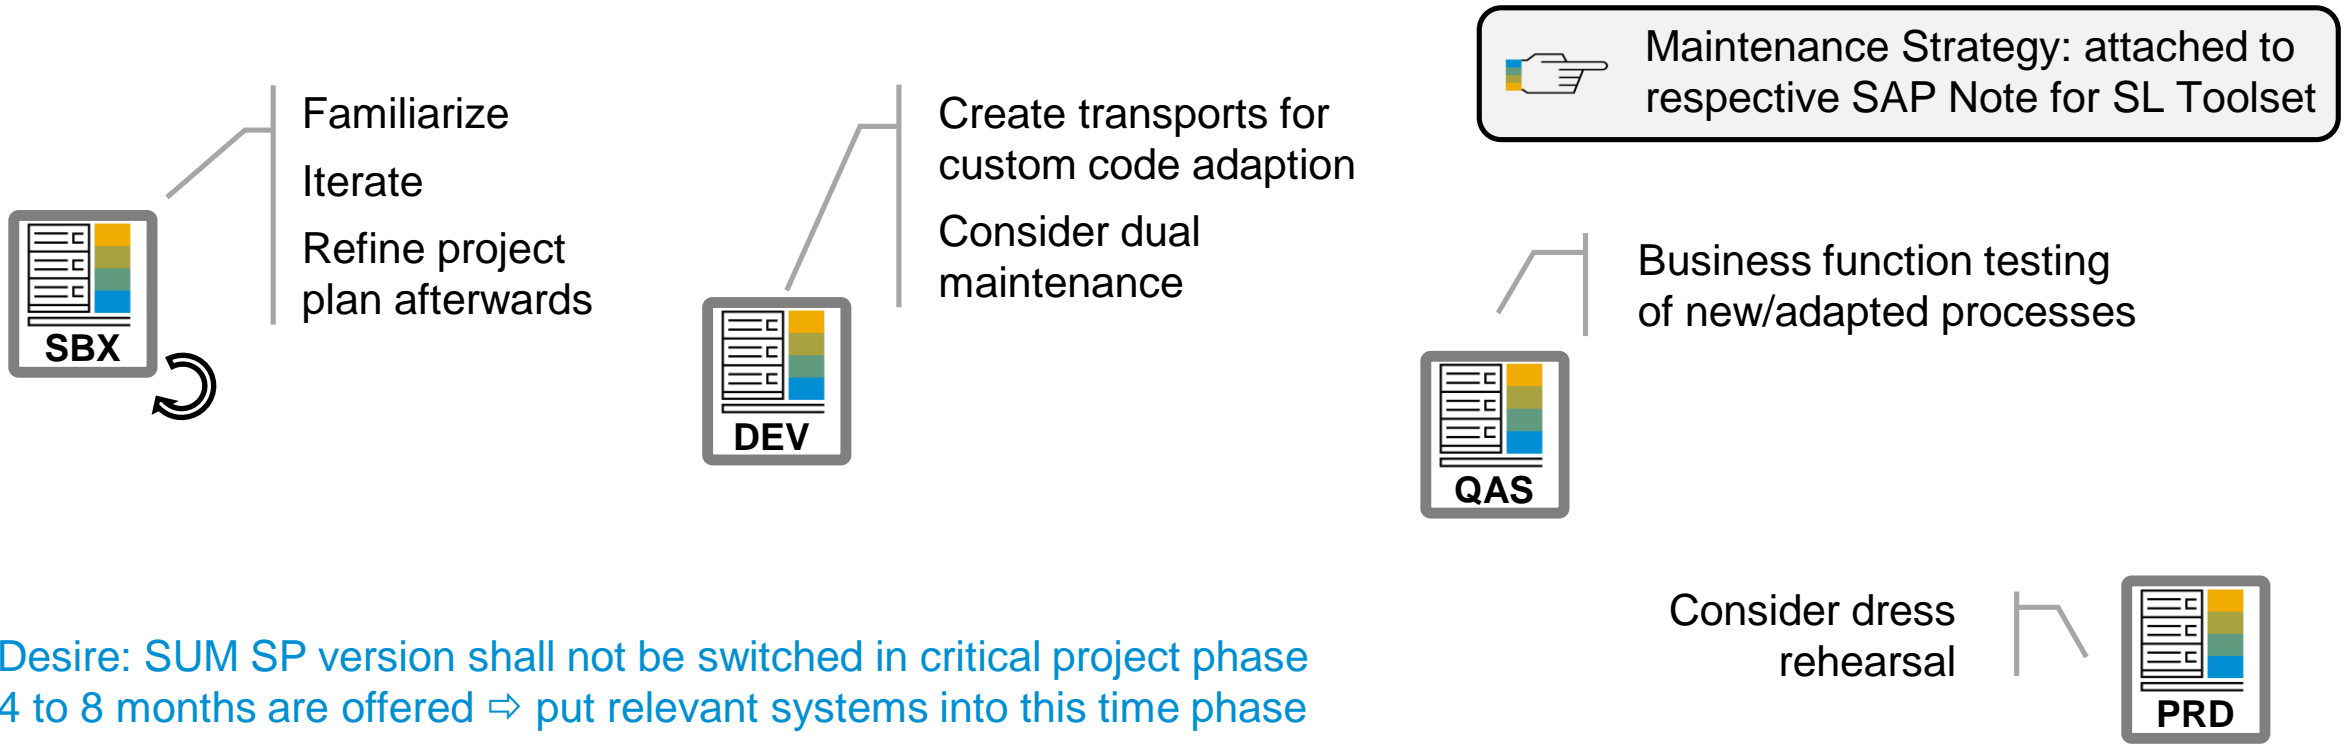 Maintenance Strategy: attached to
respective SAP Note for SL Toolset
Familiarize
Iterate
Refine project
plan afterwards
SBX
Create transports for
custom code adaption
Consider dual
maintenance
DEV
Business function testing
of new/adapted processes
QAS
Consider dress
rehearsal
PRD
Desire: SUM SP version shall not be switched in critical project phase
4 to 8 months are offered ⇨ put relevant systems into this time phase